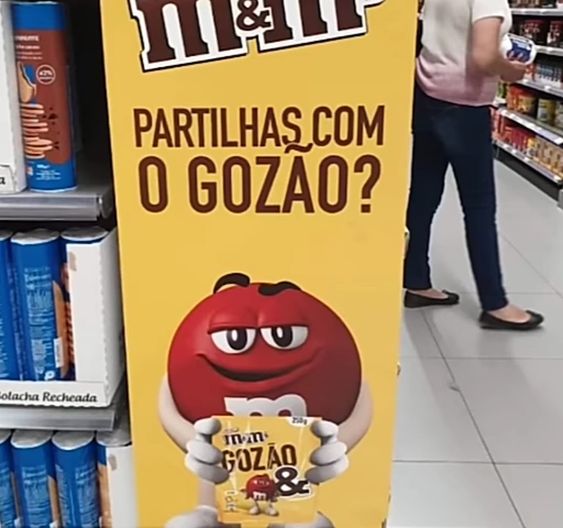 m&m's
PARTILHAS COM
O GOZÃO?
Bolacha Recheada
m
250g
m&m's
GOZÃO
&